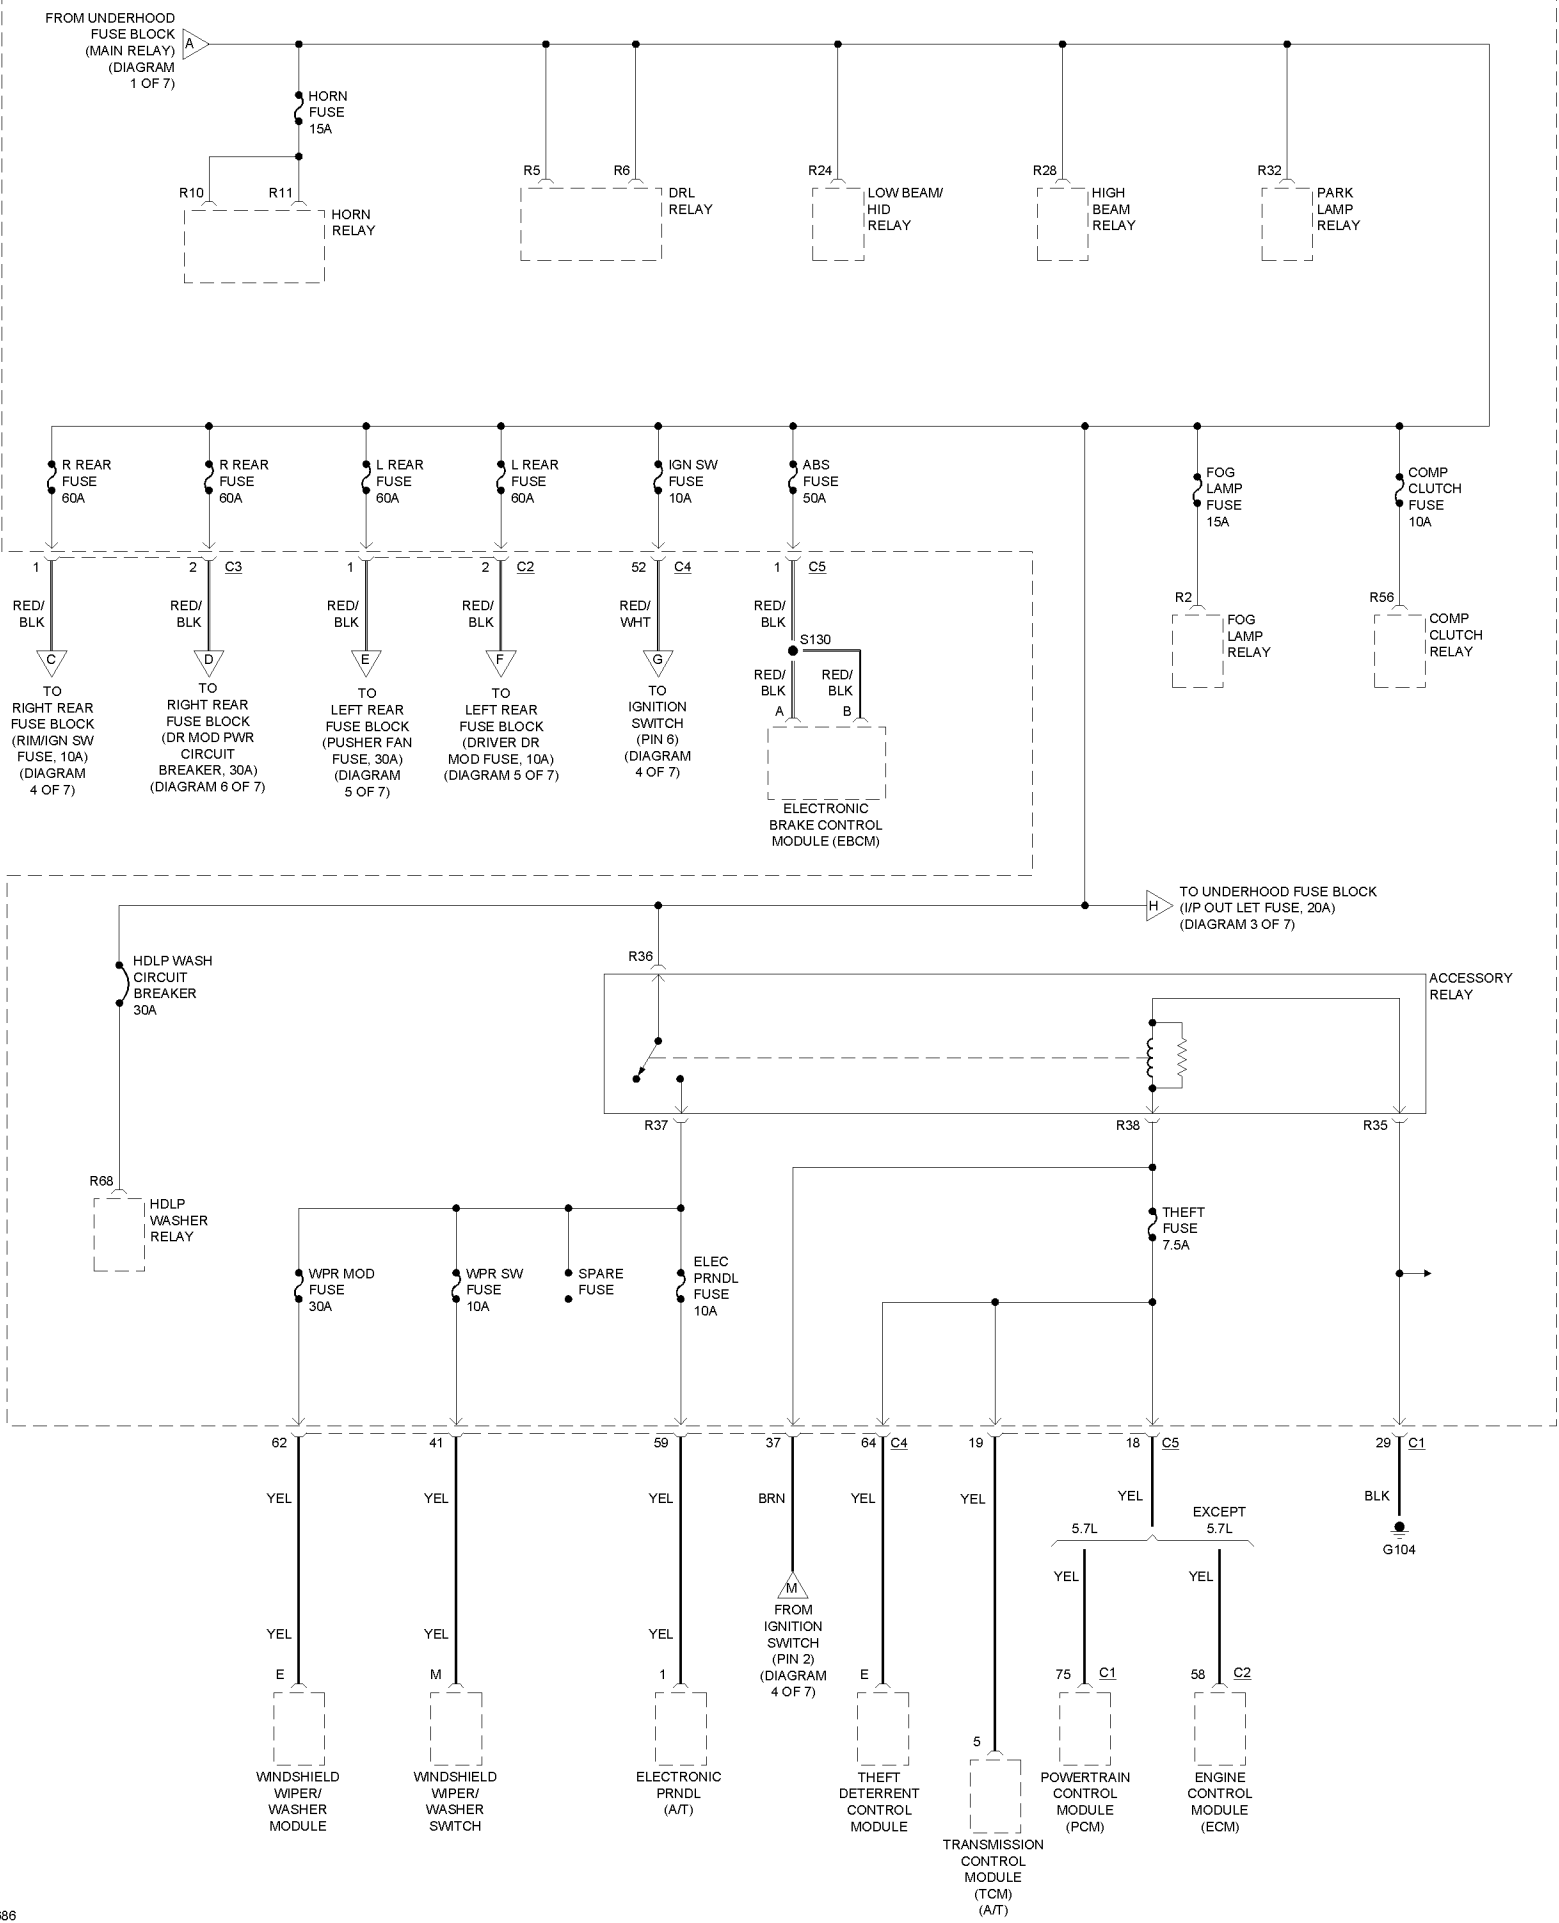 FROM UNDERHOOD
FUSE BLOCK
(MAIN RELAY)
(DIAGRAM
1 OF 7)
A
HORN
FUSE
15A
R10
R11
HORN
RELAY
R5
R6
DRL
RELAY
R24
LOW BEAM/
HID
RELAY
R28
HIGH
BEAM
RELAY
R32
PARK
LAMP
RELAY
R REAR
FUSE
60A
R REAR
FUSE
60A
L REAR
FUSE
60A
L REAR
FUSE
60A
IGN SW
FUSE
10A
ABS
FUSE
50A
FOG
LAMP
FUSE
15A
COMP
CLUTCH
FUSE
10A
1
2
C3
1
2
C2
52
C4
1
C5
RED/
BLK
RED/
BLK
RED/
BLK
RED/
BLK
RED/
WHT
RED/
BLK
R2
FOG
LAMP
RELAY
R56
COMP
CLUTCH
RELAY
S130
RED/
BLK
RED/
BLK
A
B
C
TO
RIGHT REAR
FUSE BLOCK
(RIM/IGN SW
FUSE, 10A)
(DIAGRAM
4 OF 7)
D
TO
RIGHT REAR
FUSE BLOCK
(DR MOD PWR
CIRCUIT
BREAKER, 30A)
(DIAGRAM 6 OF 7)
E
TO
LEFT REAR
FUSE BLOCK
(PUSHER FAN
FUSE, 30A)
(DIAGRAM
5 OF 7)
F
TO
LEFT REAR
FUSE BLOCK
(DRIVER DR
MOD FUSE, 10A)
(DIAGRAM 5 OF 7)
G
TO
IGNITION
SWITCH
(PIN 6)
(DIAGRAM
4 OF 7)
ELECTRONIC
BRAKE CONTROL
MODULE (EBCM)
H
TO UNDERHOOD FUSE BLOCK
(I/P OUT LET FUSE, 20A)
(DIAGRAM 3 OF 7)
HDLP WASH
CIRCUIT
BREAKER
30A
R36
ACCESSORY
RELAY
R37
R38
R35
R68
HDLP
WASHER
RELAY
THEFT
FUSE
7.5A
WPR MOD
FUSE
30A
WPR SW
FUSE
10A
SPARE
FUSE
ELEC
PRNDL
FUSE
10A
62
41
59
37
64
C4
19
18
C5
29
C1
YEL
YEL
YEL
BRN
YEL
YEL
YEL
BLK
5.7L
EXCEPT
5.7L
G104
YEL
YEL
M
FROM
IGNITION
SWITCH
(PIN 2)
(DIAGRAM
4 OF 7)
YEL
YEL
YEL
E
M
1
E
75
C1
58
C2
5
WINDSHIELD
WIPER/
WASHER
MODULE
WINDSHIELD
WIPER/
WASHER
SWITCH
ELECTRONIC
PRNDL
(A/T)
THEFT
DETERRENT
CONTROL
MODULE
TRANSMISSION
CONTROL
MODULE
(TCM)
(A/T)
POWERTRAIN
CONTROL
MODULE
(PCM)
ENGINE
CONTROL
MODULE
(ECM)